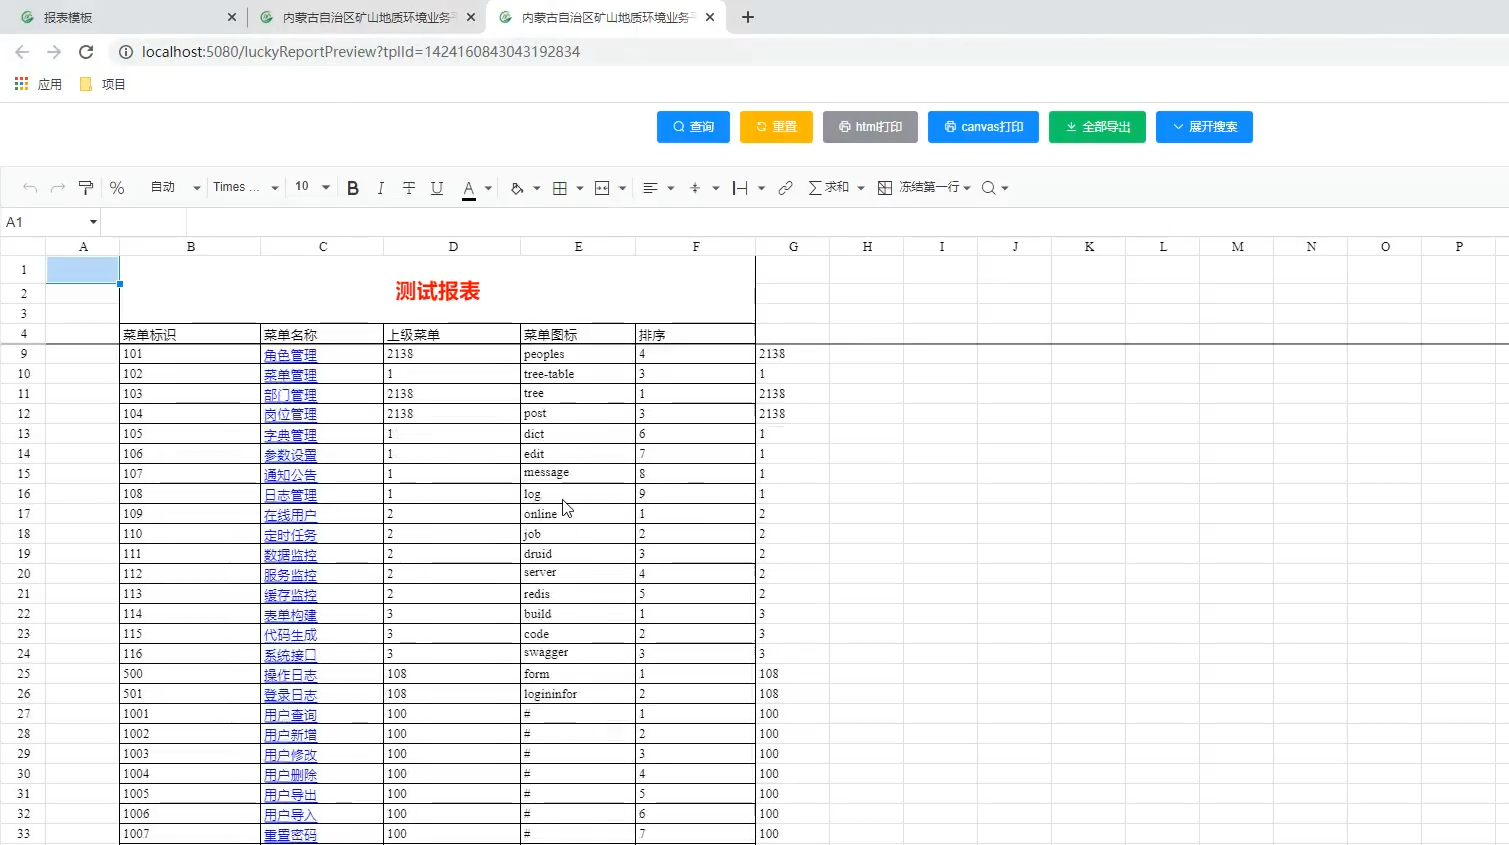 报表模板
内蒙古自治区矿山地质环境业务平
内蒙古自治区矿山地质环境业务平
localhost:5080/luckyReportPreview?tplId=1424160843043192834
应用 项目
查询 重置 html打印 canvas打印 全部导出 展开搜索
% 自动 Times ... 10 B I T U A 求和 冻结第一行
A1
A B C D E F G H I J K L M N O P
1
2
测试报表
3
4 菜单标识 菜单名称 上级菜单 菜单图标 排序
9 101 角色管理 2138 peoples 4 2138
10 102 菜单管理 1 tree-table 3 1
11 103 部门管理 2138 tree 1 2138
12 104 岗位管理 2138 post 3 2138
13 105 字典管理 1 dict 6 1
14 106 参数设置 1 edit 7 1
15 107 通知公告 1 message 8 1
16 108 日志管理 1 log 9 1
17 109 在线用户 2 online 1 2
18 110 定时任务 2 job 2 2
19 111 数据监控 2 druid 3 2
20 112 服务监控 2 server 4 2
21 113 缓存监控 2 redis 5 2
22 114 表单构建 3 build 1 3
23 115 代码生成 3 code 2 3
24 116 系统接口 3 swagger 3 3
25 500 操作日志 108 form 1 108
26 501 登录日志 108 logininfor 2 108
27 1001 用户查询 100 # 1 100
28 1002 用户新增 100 # 2 100
29 1003 用户修改 100 # 3 100
30 1004 用户删除 100 # 4 100
31 1005 用户导出 100 # 5 100
32 1006 用户导入 100 # 6 100
33 1007 重置密码 100 # 7 100